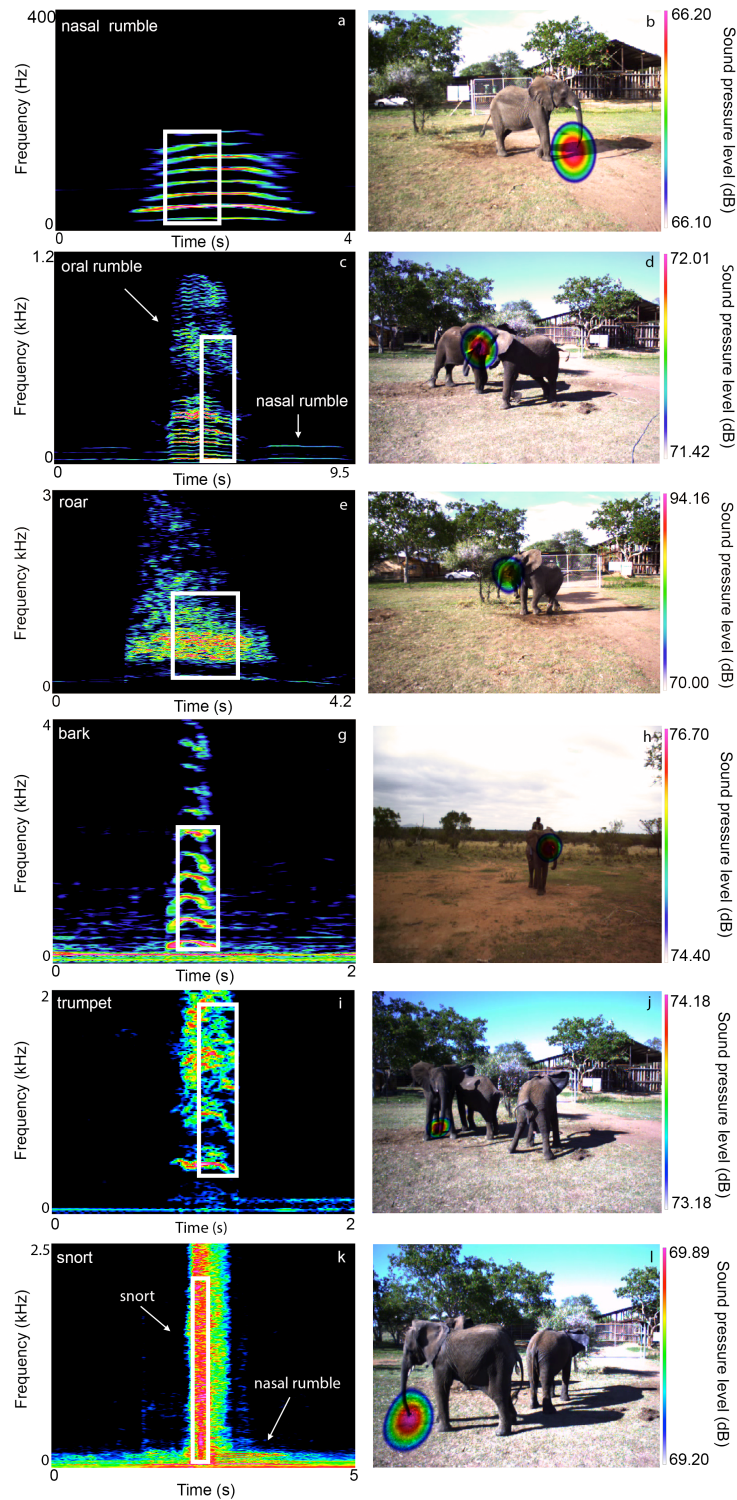 400
nasal rumble
a
Frequency (Hz)
0
0
Time (s)
4
b
66.20
Sound pressure level (dB)
66.10
1.2
oral rumble
c
Frequency (kHz)
nasal rumble
0
0
Time (s)
9.5
d
72.01
Sound pressure level (dB)
71.42
3
roar
e
Frequency kHz)
0
0
Time (s)
4.2
f
94.16
Sound pressure level (dB)
70.00
4
bark
g
Frequency (kHz)
0
0
Time (s)
2
h
76.70
Sound pressure level (dB)
74.40
2
trumpet
i
Frequency (kHz)
0
0
Time (s)
2
j
74.18
Sound pressure level (dB)
73.18
2.5
snort
k
snort
Frequency (kHz)
nasal rumble
0
0
Time (s)
5
l
69.89
Sound pressure level (dB)
69.20